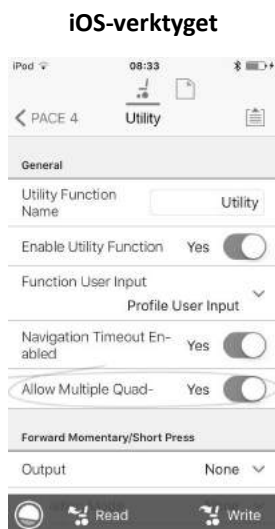 iOS-verktyget
iPod 08:33
PACE 4 Utility
General
Utility Function
Name Utility
Enable Utility Function Yes
Function User Input
Profile User Input
Navigation Timeout En-
abled Yes
Allow Multiple Quad- Yes
Forward Momentary/Short Press
Output None
Read Write